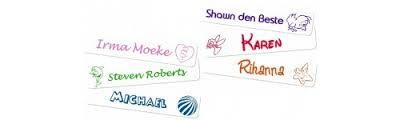 Shawn den Beste
Irma Moeke
Karen
Steven Roberts
Rihanna
Michael